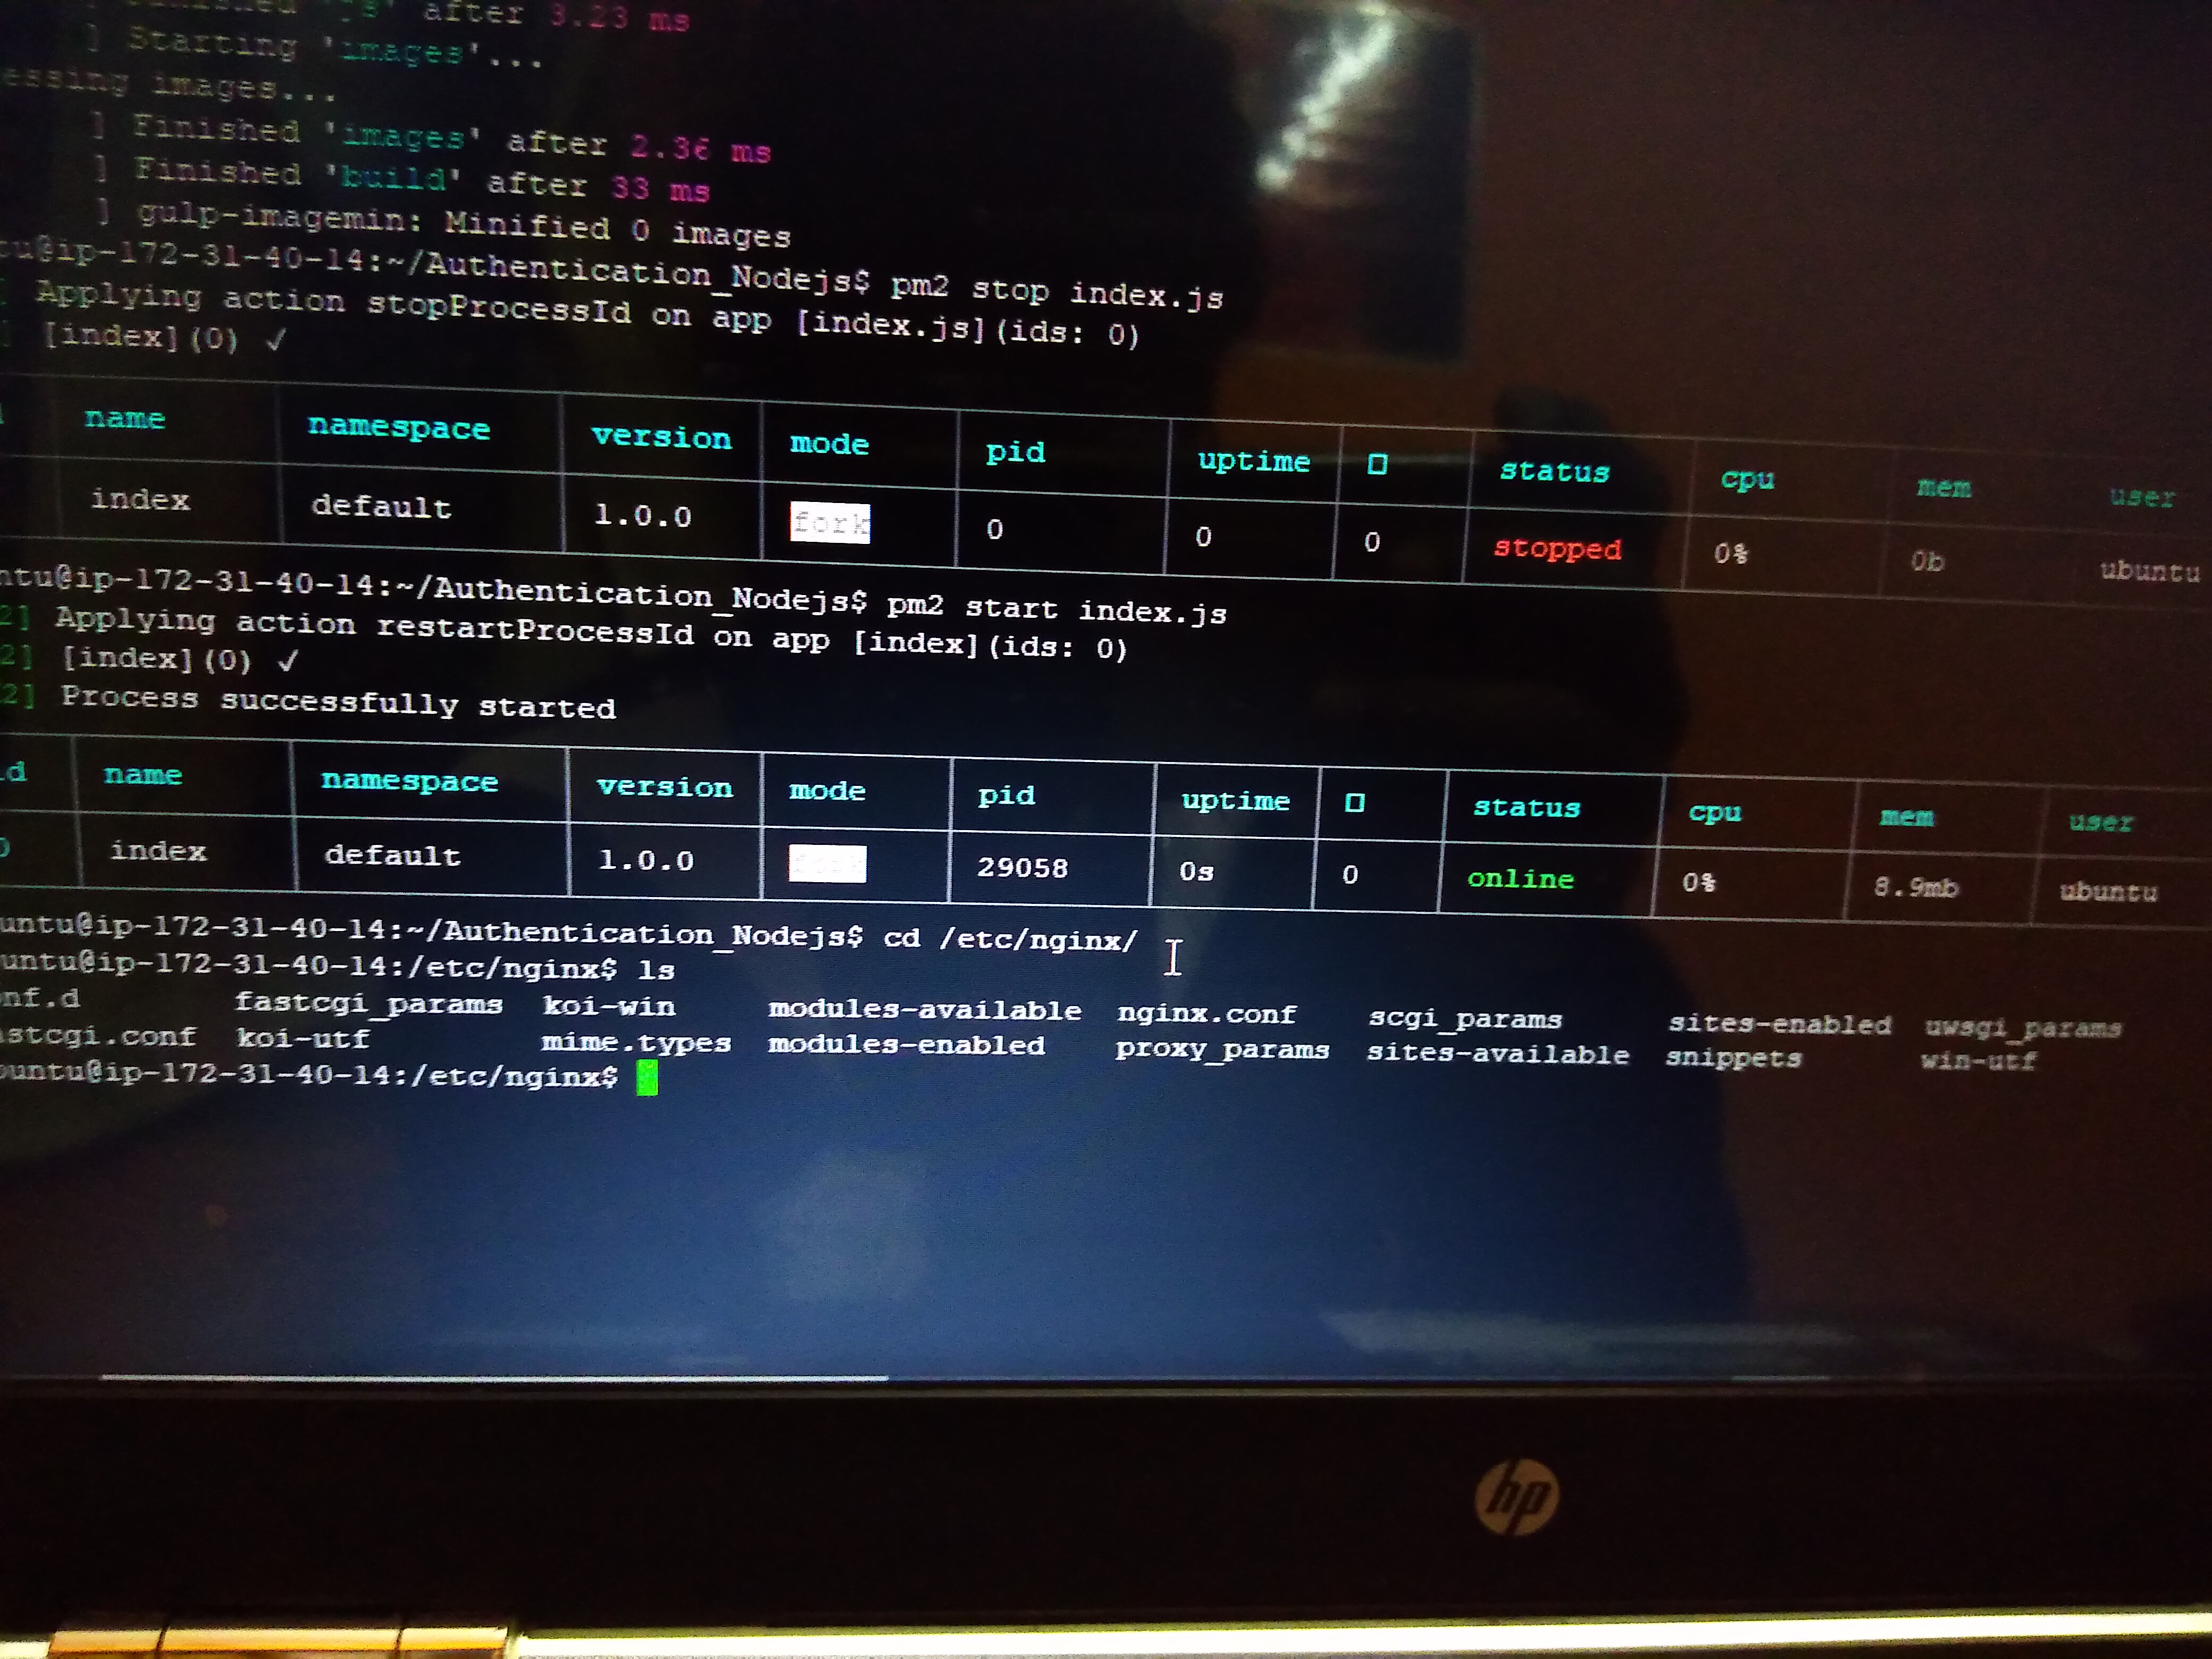 after 3.23 ms
] Starting 'images'...
essing images...
] Finished 'images' after 2.36 ms
] Finished 'build' after 33 ms
] gulp-imagemin: Minified 0 images
tu@ip-172-31-40-14:~/Authentication_Nodejs$ pm2 stop index.js
Applying action stopProcessId on app [index.js](ids: 0)
] [index](0) ✓
name namespace version mode pid uptime status cpu mem user
index default 1.0.0 fork 0 0 0 stopped 0% 0b ubuntu
ntu@ip-172-31-40-14:~/Authentication_Nodejs$ pm2 start index.js
2] Applying action restartProcessId on app [index](ids: 0)
2] [index](0) ✓
2] Process successfully started
d name namespace version mode pid uptime status cpu mem user
0 index default 1.0.0 29058 0s 0 online 0% 8.9mb ubuntu
untu@ip-172-31-40-14:~/Authentication_Nodejs$ cd /etc/nginx/
untu@ip-172-31-40-14:/etc/nginx$ ls
nf.d fastcgi_params koi-win modules-available nginx.conf scgi_params sites-enabled uwsgi_params
astcgi.conf koi-utf mime.types modules-enabled proxy_params sites-available snippets win-utf
buntu@ip-172-31-40-14:/etc/nginx$
hp